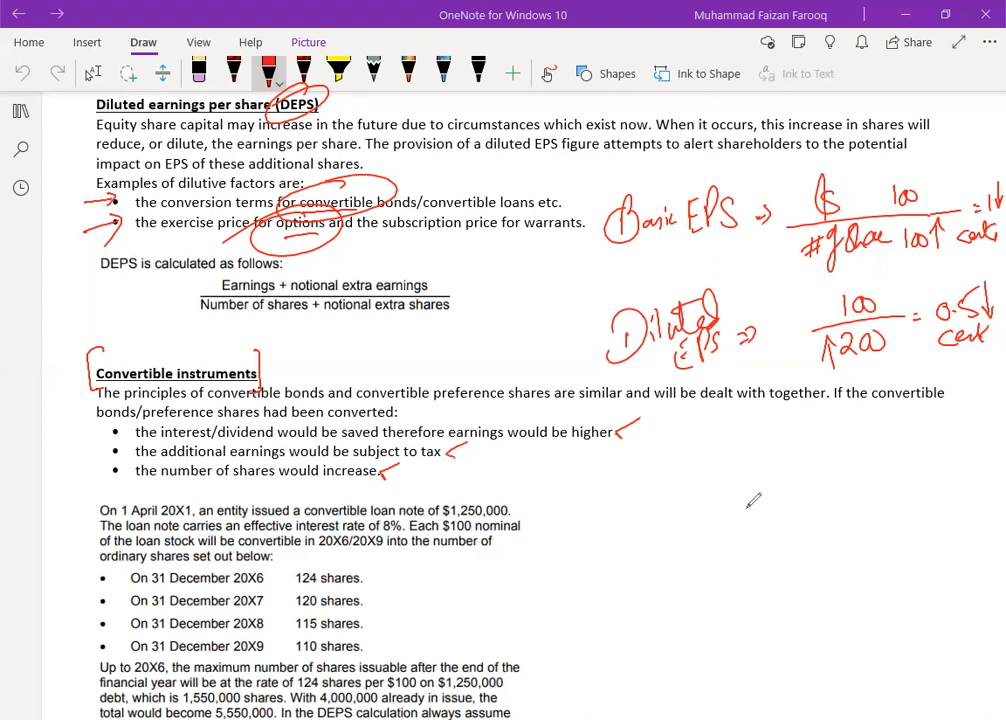 OneNote for Windows 10
Muhammad Faizan Farooq
Home Insert Draw View Help Picture
Share
Shapes Ink to Shape Ink to Text
Diluted earnings per share (DEPS)
Equity share capital may increase in the future due to circumstances which exist now. When it occurs, this increase in shares will
reduce, or dilute, the earnings per share. The provision of a diluted EPS figure attempts to alert shareholders to the potential
impact on EPS of these additional shares.
Examples of dilutive factors are:
• the conversion terms for convertible bonds/convertible loans etc.
• the exercise price for options and the subscription price for warrants.
Basic EPS ⇒ $ 100 = 1↓
# of share 100↑ cent
DEPS is calculated as follows:
Earnings + notional extra earnings
Number of shares + notional extra shares
Diluted EPS ⇒ 100 = 0.5↓
↑200 cent
Convertible instruments
The principles of convertible bonds and convertible preference shares are similar and will be dealt with together. If the convertible
bonds/preference shares had been converted:
• the interest/dividend would be saved therefore earnings would be higher
• the additional earnings would be subject to tax
• the number of shares would increase.
On 1 April 20X1, an entity issued a convertible loan note of $1,250,000.
The loan note carries an effective interest rate of 8%. Each $100 nominal
of the loan stock will be convertible in 20X6/20X9 into the number of
ordinary shares set out below:
• On 31 December 20X6 124 shares.
• On 31 December 20X7 120 shares.
• On 31 December 20X8 115 shares.
• On 31 December 20X9 110 shares.
Up to 20X6, the maximum number of shares issuable after the end of the
financial year will be at the rate of 124 shares per $100 on $1,250,000
debt, which is 1,550,000 shares. With 4,000,000 already in issue, the
total would become 5,550,000. In the DEPS calculation always assume